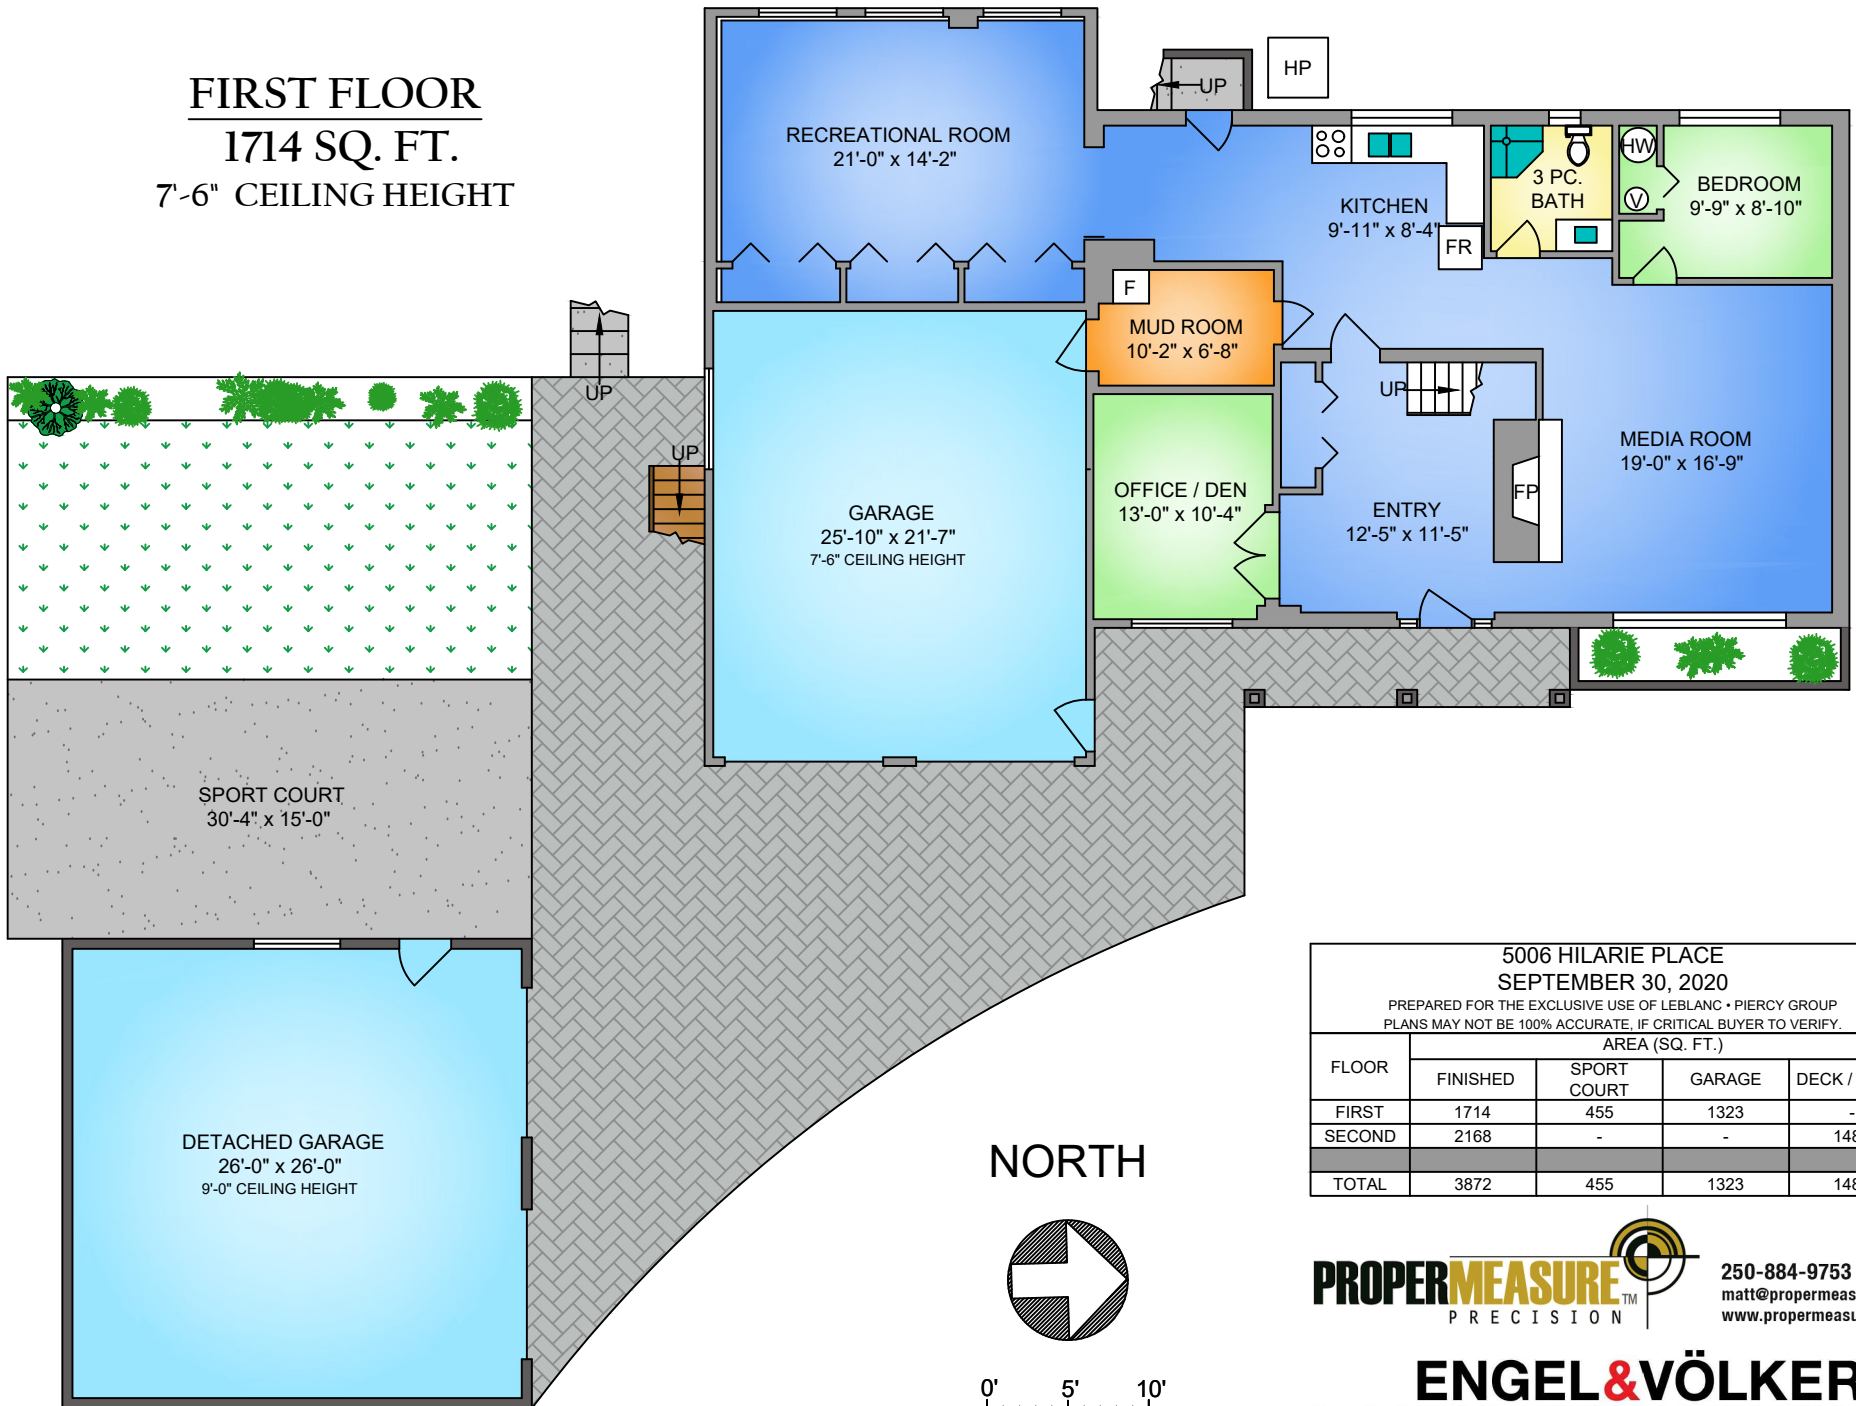 FIRST FLOOR
1714 SQ. FT.
7'-6" CEILING HEIGHT
RECREATIONAL ROOM
21'-0" x 14'-2"
UP
HP
KITCHEN
9'-11" x 8'-4"
FR
3 PC.
BATH
HW
V
BEDROOM
9'-9" x 8'-10"
F
MUD ROOM
10'-2" x 6'-8"
UP
UP
UP
GARAGE
25'-10" x 21'-7"
7'-6" CEILING HEIGHT
OFFICE / DEN
13'-0" x 10'-4"
ENTRY
12'-5" x 11'-5"
FP
MEDIA ROOM
19'-0" x 16'-9"
SPORT COURT
30'-4" x 15'-0"
DETACHED GARAGE
26'-0" x 26'-0"
9'-0" CEILING HEIGHT
NORTH
0' 5' 10'
5006 HILARIE PLACE
SEPTEMBER 30, 2020
PREPARED FOR THE EXCLUSIVE USE OF LEBLANC • PIERCY GROUP
PLANS MAY NOT BE 100% ACCURATE, IF CRITICAL BUYER TO VERIFY.
FLOOR
AREA (SQ. FT.)
FINISHED SPORT COURT GARAGE DECK /
FIRST 1714 455 1323 -
SECOND 2168 - - 148
TOTAL 3872 455 1323 148
PROPERMEASURE TM
PRECISION
250-884-9753
matt@propermeas
www.propermeasu
ENGEL&VÖLKER